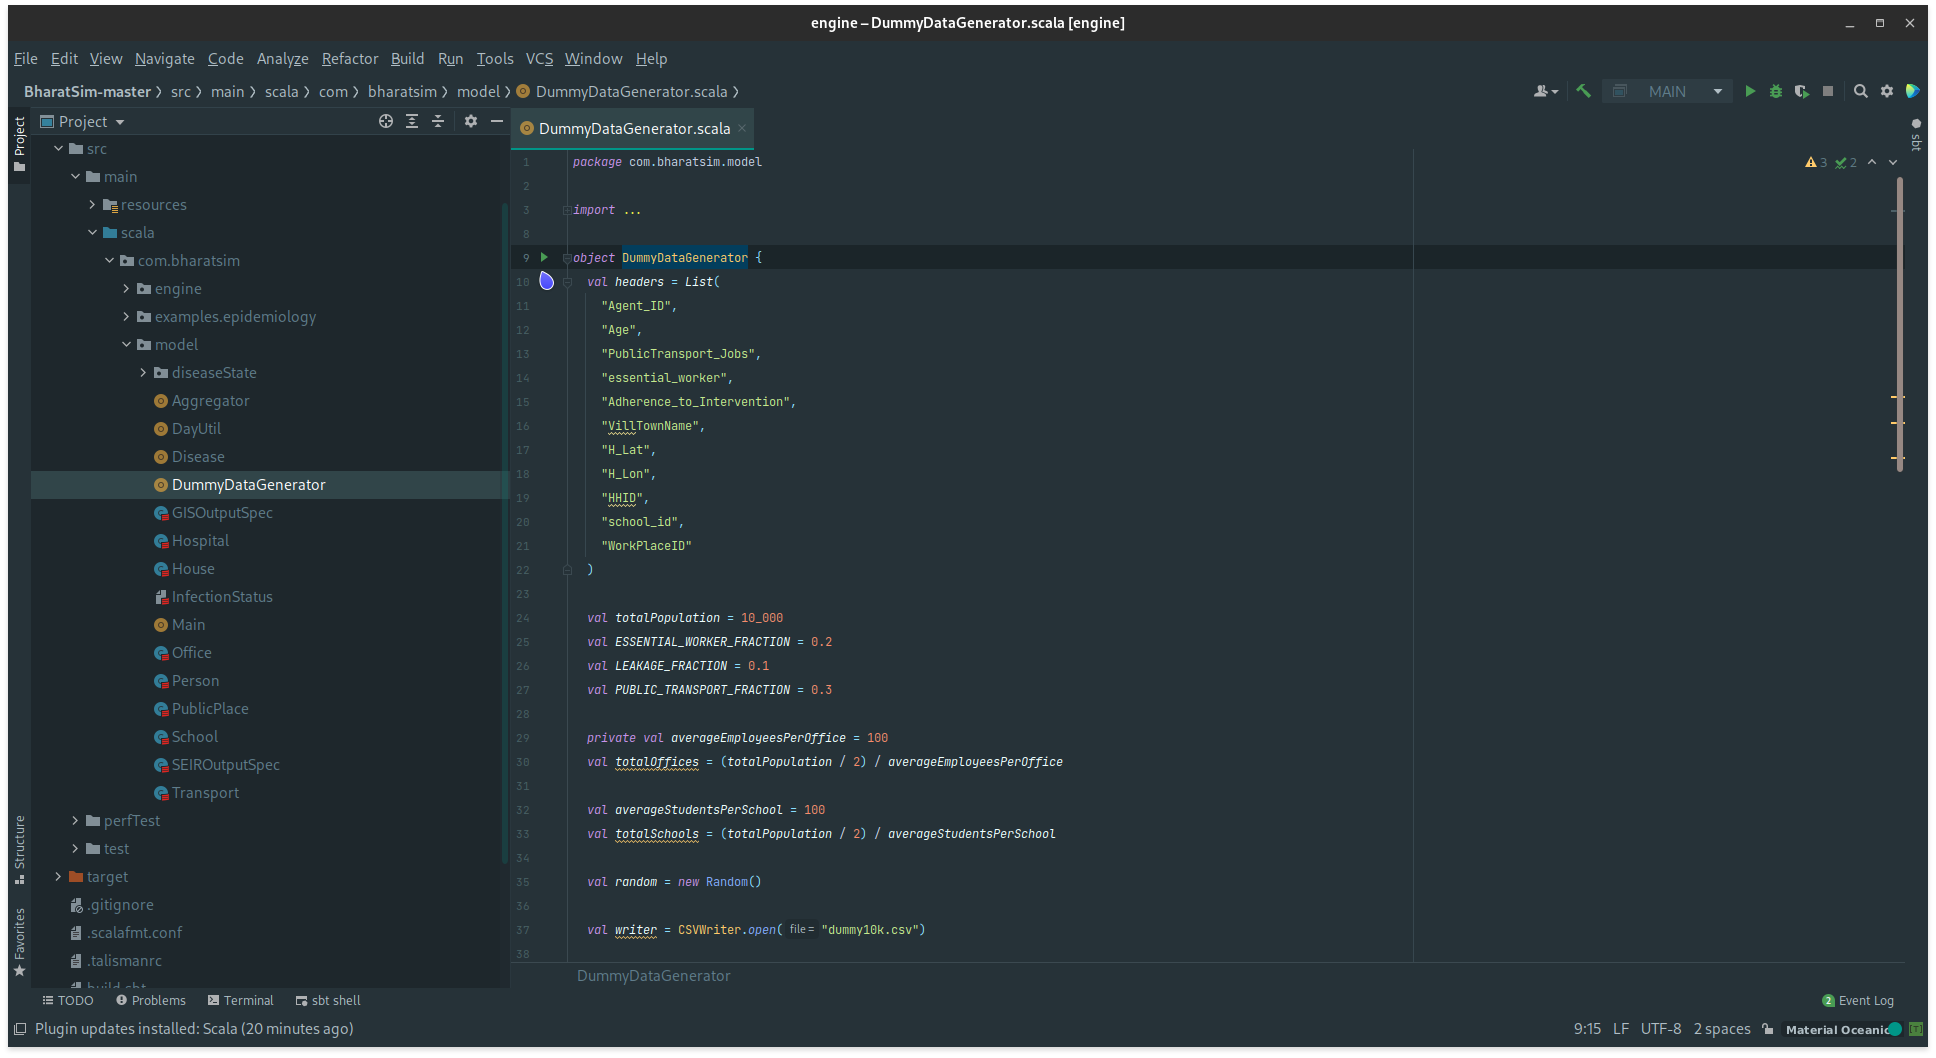 engine – DummyDataGenerator.scala [engine]
File Edit View Navigate Code Analyze Refactor Build Run Tools VCS Window Help
BharatSim-master src main scala com bharatsim model DummyDataGenerator.scala
MAIN
Project
Project
DummyDataGenerator.scala
sbt
src
main
resources
scala
com.bharatsim
engine
examples.epidemiology
model
diseaseState
Aggregator
DayUtil
Disease
DummyDataGenerator
GISOutputSpec
Hospital
House
InfectionStatus
Main
Office
Person
PublicPlace
School
SEIROutputSpec
Transport
perfTest
test
target
.gitignore
.scalafmt.conf
.talismanrc
build.sbt
Structure
Favorites
3 2
1 package com.bharatsim.model
2
3 import ...
8
9 object DummyDataGenerator {
10 val headers = List(
11 "Agent_ID",
12 "Age",
13 "PublicTransport_Jobs",
14 "essential_worker",
15 "Adherence_to_Intervention",
16 "VillTownName",
17 "H_Lat",
18 "H_Lon",
19 "HHID",
20 "school_id",
21 "WorkPlaceID"
22 )
23
24 val totalPopulation = 10_000
25 val ESSENTIAL_WORKER_FRACTION = 0.2
26 val LEAKAGE_FRACTION = 0.1
27 val PUBLIC_TRANSPORT_FRACTION = 0.3
28
29 private val averageEmployeesPerOffice = 100
30 val totalOffices = (totalPopulation / 2) / averageEmployeesPerOffice
31
32 val averageStudentsPerSchool = 100
33 val totalSchools = (totalPopulation / 2) / averageStudentsPerSchool
34
35 val random = new Random()
36
37 val writer = CSVWriter.open( file = "dummy10k.csv")
38
DummyDataGenerator
TODO Problems Terminal sbt shell
2 Event Log
Plugin updates installed: Scala (20 minutes ago)
9:15 LF UTF-8 2 spaces Material Oceanic [T]